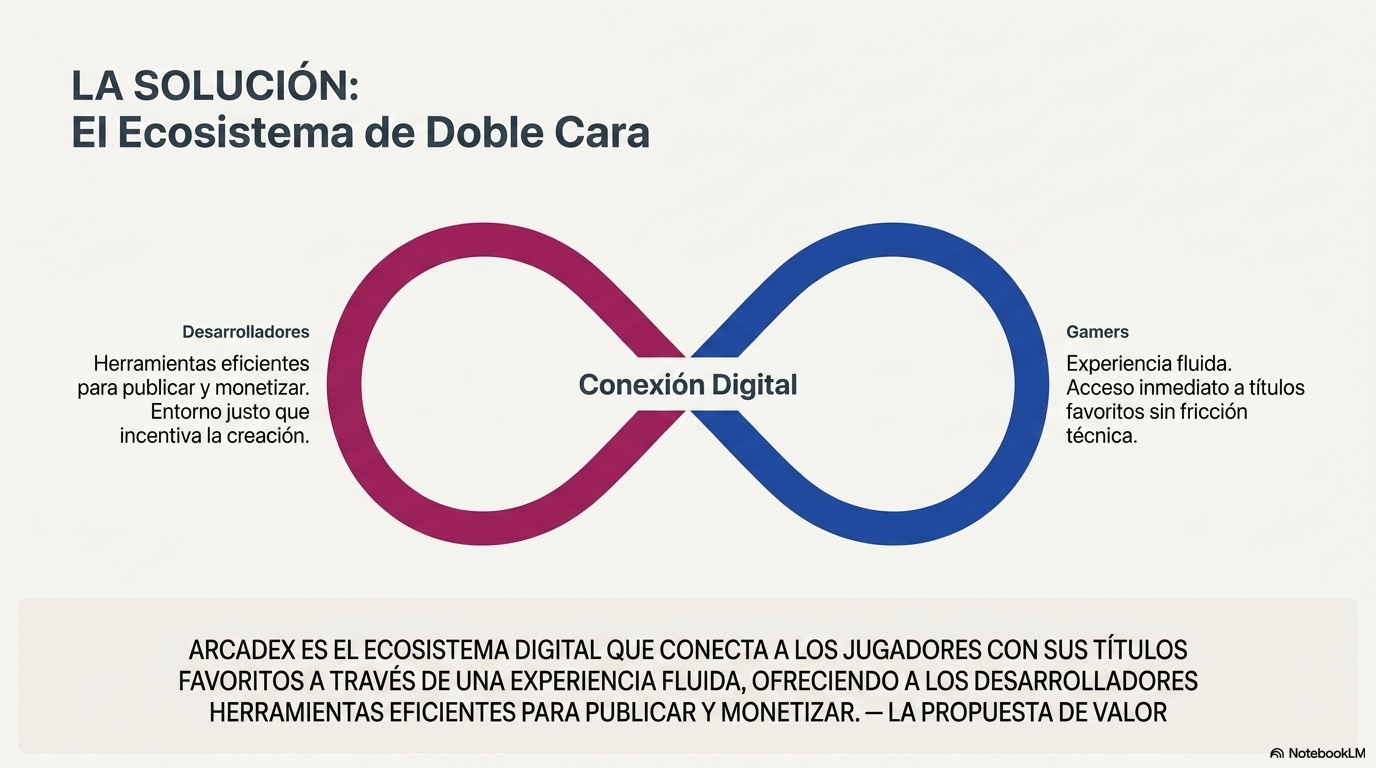 LA SOLUCIÓN:
El Ecosistema de Doble Cara
Desarrolladores
Herramientas eficientes
para publicar y monetizar.
Entorno justo que
incentiva la creación.
Conexión Digital
Gamers
Experiencia fluida.
Acceso inmediato a títulos
favoritos sin fricción
técnica.
ARCADEX ES EL ECOSISTEMA DIGITAL QUE CONECTA A LOS JUGADORES CON SUS TÍTULOS
FAVORITOS A TRAVÉS DE UNA EXPERIENCIA FLUIDA, OFRECIENDO A LOS DESARROLLADORES
HERRAMIENTAS EFICIENTES PARA PUBLICAR Y MONETIZAR. — LA PROPUESTA DE VALOR
NotebookLM